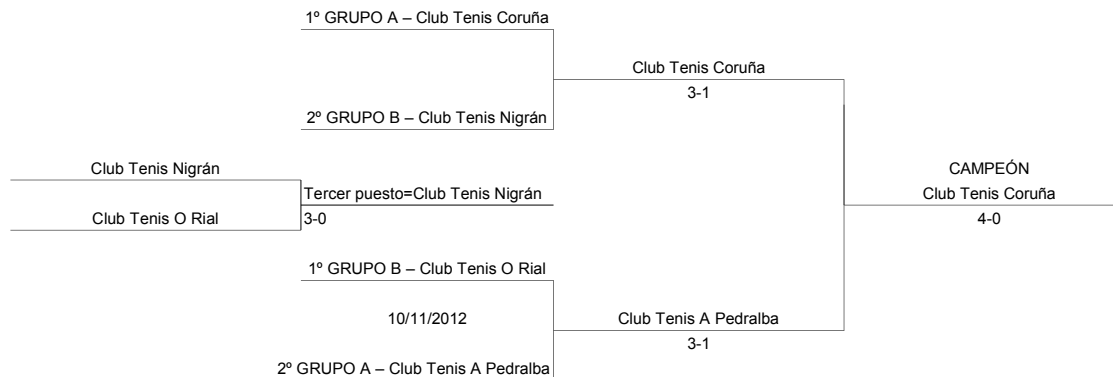 1º GRUPO A – Club Tenis Coruña
Club Tenis Coruña
3-1
2º GRUPO B – Club Tenis Nigrán
Club Tenis Nigrán
CAMPEÓN
Tercer puesto=Club Tenis Nigrán
Club Tenis Coruña
Club Tenis O Rial
3-0
4-0
1º GRUPO B – Club Tenis O Rial
10/11/2012
Club Tenis A Pedralba
3-1
2º GRUPO A – Club Tenis A Pedralba